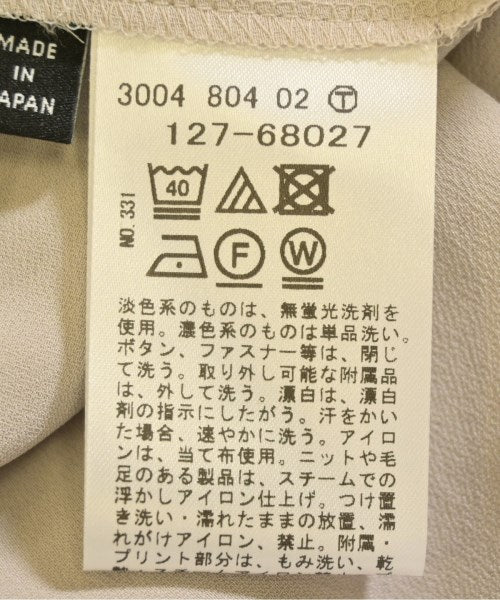 MADE
IN
JAPAN
3004 804 02 Ⓣ
127-68027
NO.331
40
F
W
淡色系のものは、無蛍光洗剤を
使用。濃色系のものは単品洗い。
ボタン、ファスナー等は、閉じ
て洗う。取り外し可能な附属品
は、外して洗う。漂白は、漂白
剤の指示にしたがう。汗をかい
た場合、速やかに洗う。アイロ
ンは、当て布使用。ニットや毛
足のある製品は、スチームでの
浮かしアイロン仕上げ。つけ置
き洗い・濡れたままの放置、濡
れがけアイロン、禁止。附属・
プリント部分は、もみ洗い、乾